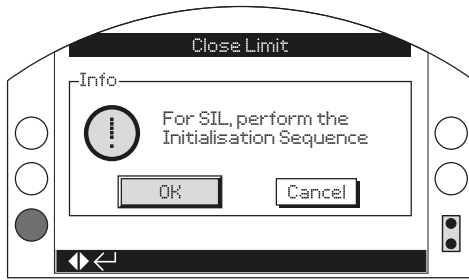 Close Limit
Info
For SIL, perform the
Initialisation Sequence
OK
Cancel